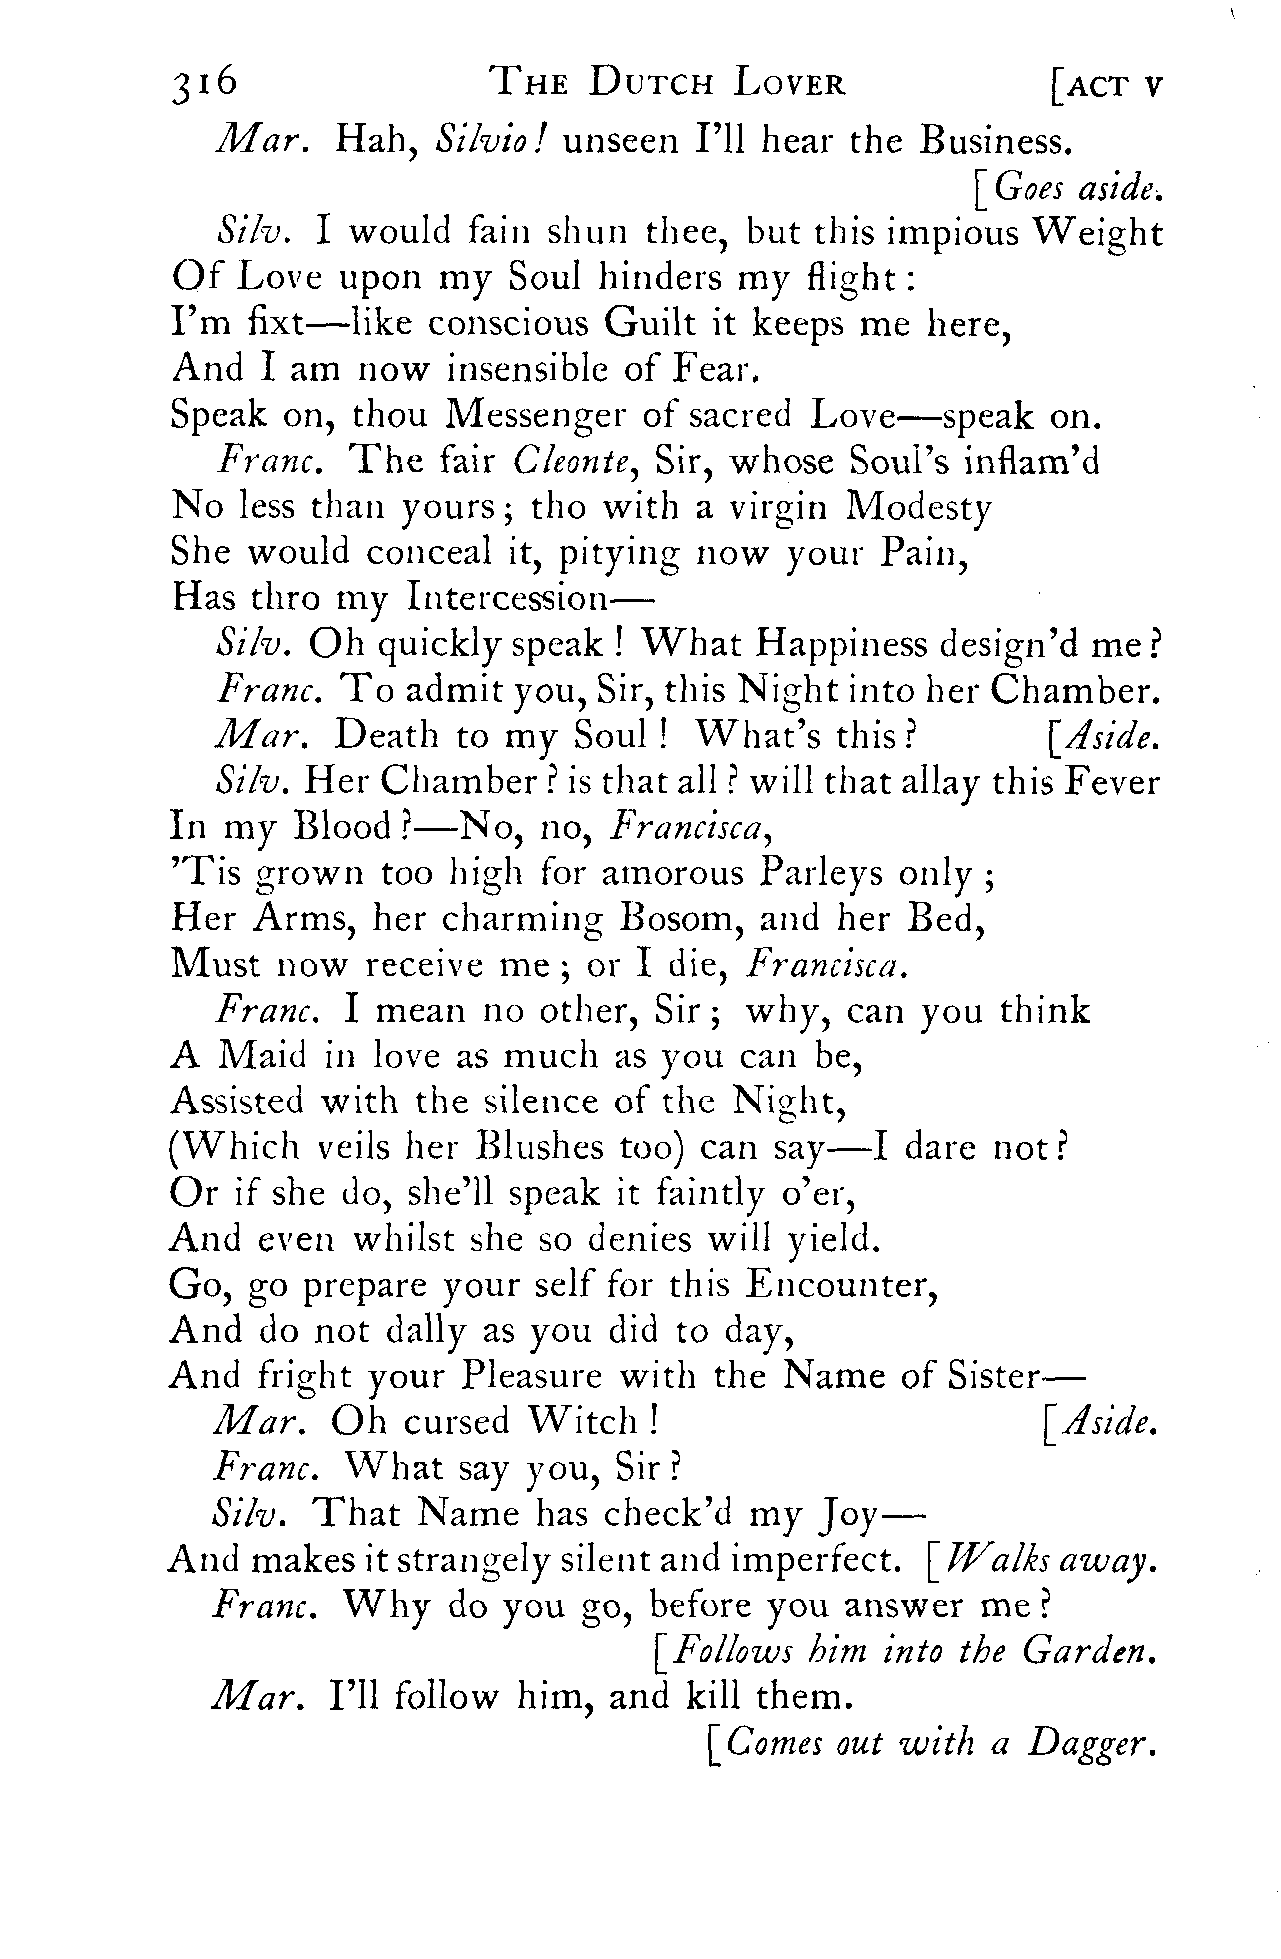 316 THE DUTCH LOVER [ACT V
Mar. Hah, Silvio! unseen I'll hear the Business.
[Goes aside.
Silv. I would fain shun thee, but this impious Weight
Of Love upon my Soul hinders my flight:
I'm fixt—like conscious Guilt it keeps me here,
And I am now insensible of Fear.
Speak on, thou Messenger of sacred Love—speak on.
Franc. The fair Cleonte, Sir, whose Soul's inflam'd
No less than yours; tho with a virgin Modesty
She would conceal it, pitying now your Pain,
Has thro my Intercession—
Silv. Oh quickly speak! What Happiness design'd me?
Franc. To admit you, Sir, this Night into her Chamber.
Mar. Death to my Soul! What's this? [Aside.
Silv. Her Chamber? is that all? will that allay this Fever
In my Blood?—No, no, Francisca,
'Tis grown too high for amorous Parleys only;
Her Arms, her charming Bosom, and her Bed,
Must now receive me; or I die, Francisca.
Franc. I mean no other, Sir; why, can you think
A Maid in love as much as you can be,
Assisted with the silence of the Night,
(Which veils her Blushes too) can say—I dare not?
Or if she do, she'll speak it faintly o'er,
And even whilst she so denies will yield.
Go, go prepare your self for this Encounter,
And do not dally as you did to day,
And fright your Pleasure with the Name of Sister—
Mar. Oh cursed Witch! [Aside.
Franc. What say you, Sir?
Silv. That Name has check'd my Joy—
And makes it strangely silent and imperfect. [Walks away.
Franc. Why do you go, before you answer me?
[Follows him into the Garden.
Mar. I'll follow him, and kill them.
[Comes out with a Dagger.